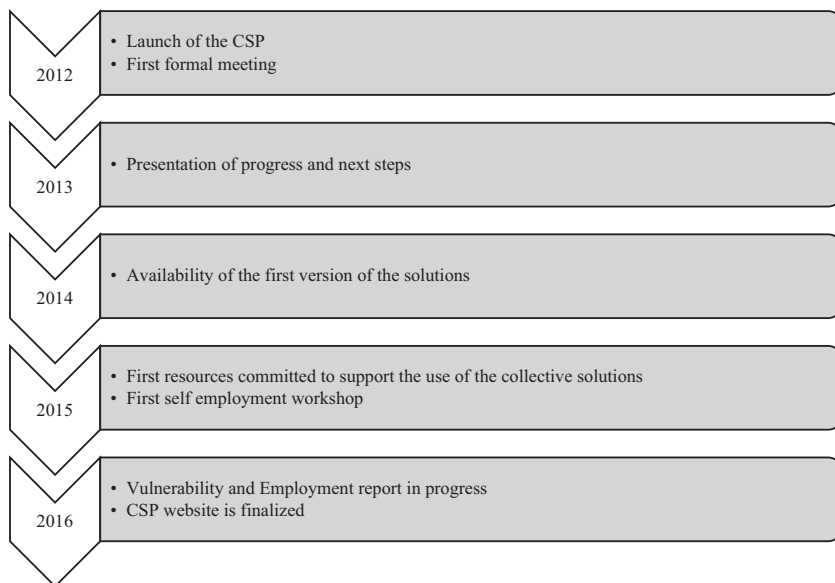 2012
• Launch of the CSP
• First formal meeting
2013
• Presentation of progress and next steps
2014
• Availability of the first version of the solutions
2015
• First resources committed to support the use of the collective solutions
• First self employment workshop
2016
• Vulnerability and Employment report in progress
• CSP website is finalized